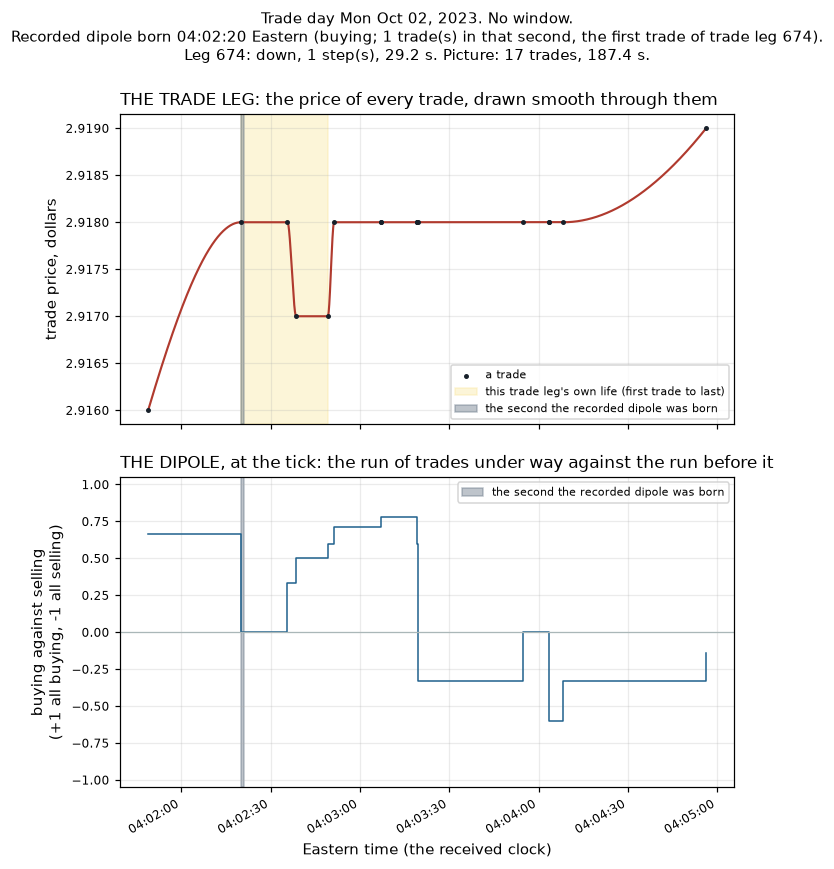 Trade day Mon Oct 02, 2023. No window.
Recorded dipole born 04:02:20 Eastern (buying; 1 trade(s) in that second, the first trade of trade leg 674).
Leg 674: down, 1 step(s), 29.2 s. Picture: 17 trades, 187.4 s.
THE TRADE LEG: the price of every trade, drawn smooth through them
2.9190
2.9185
2.9180
2.9175
2.9170
2.9165
2.9160
trade price, dollars
a trade
this trade leg's own life (first trade to last)
the second the recorded dipole was born
THE DIPOLE, at the tick: the run of trades under way against the run before it
1.00
0.75
0.50
0.25
0.00
−0.25
−0.50
−0.75
−1.00
buying against selling
(+1 all buying, -1 all selling)
the second the recorded dipole was born
04:02:00
04:02:30
04:03:00
04:03:30
04:04:00
04:04:30
04:05:00
Eastern time (the received clock)